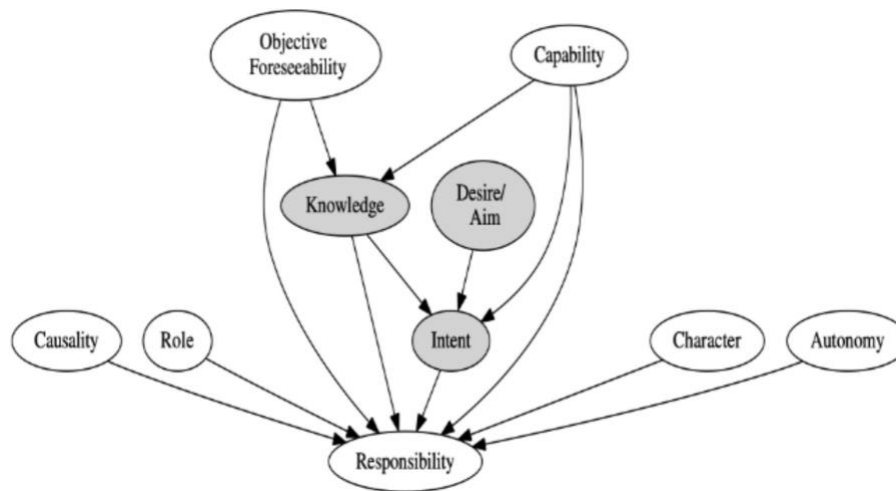 Objective
Foreseeability
Capability
Knowledge
Desire/
Aim
Causality
Role
Intent
Character
Autonomy
Responsibility